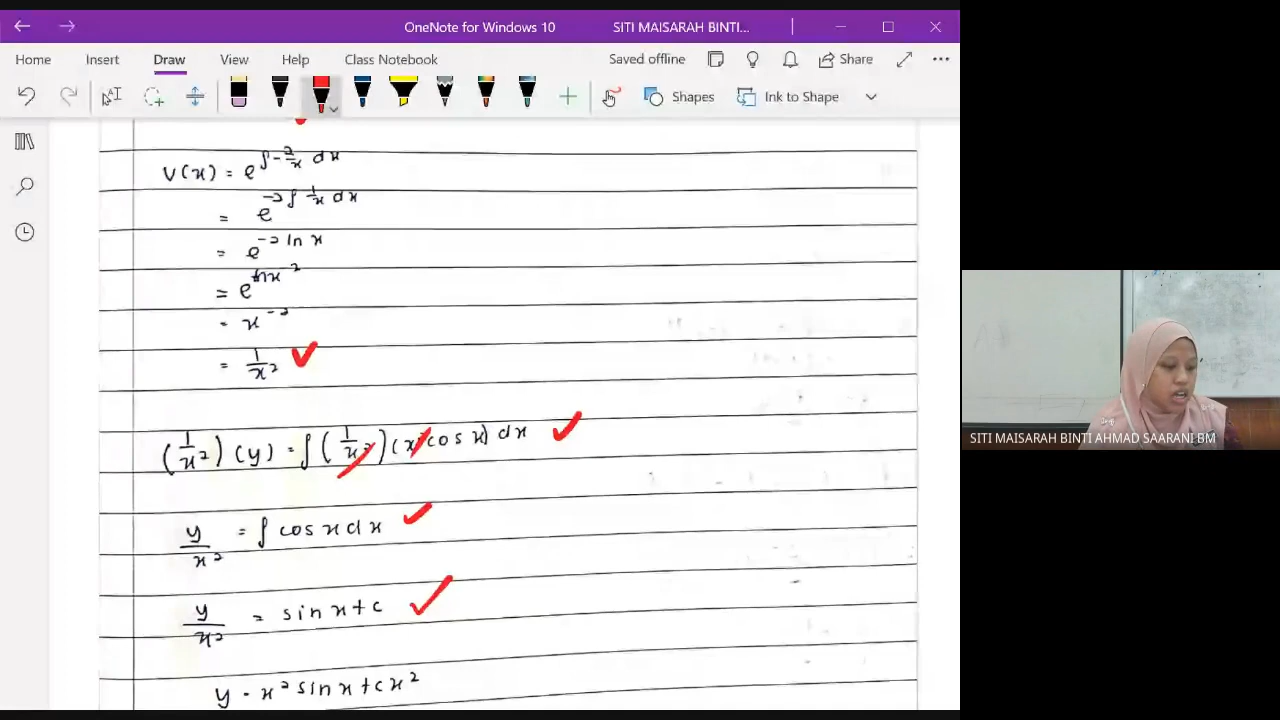 OneNote for Windows 10
SITI MAISARAH BINTI...
Home Insert Draw View Help Class Notebook Saved offline Share
Shapes Ink to Shape
V(x) = e^{∫ -2/x dx}
= e^{-2∫ 1/x dx}
= e^{-2 ln x}
= e^{ln x^{-2}}
= x^{-2}
= 1/x²
(1/x²)(y) = ∫(1/x²)(x² cos x) dx
y/x² = ∫ cos x dx
y/x² = sin x + c
y = x² sin x + cx²
SITI MAISARAH BINTI AHMAD SAARANI BM